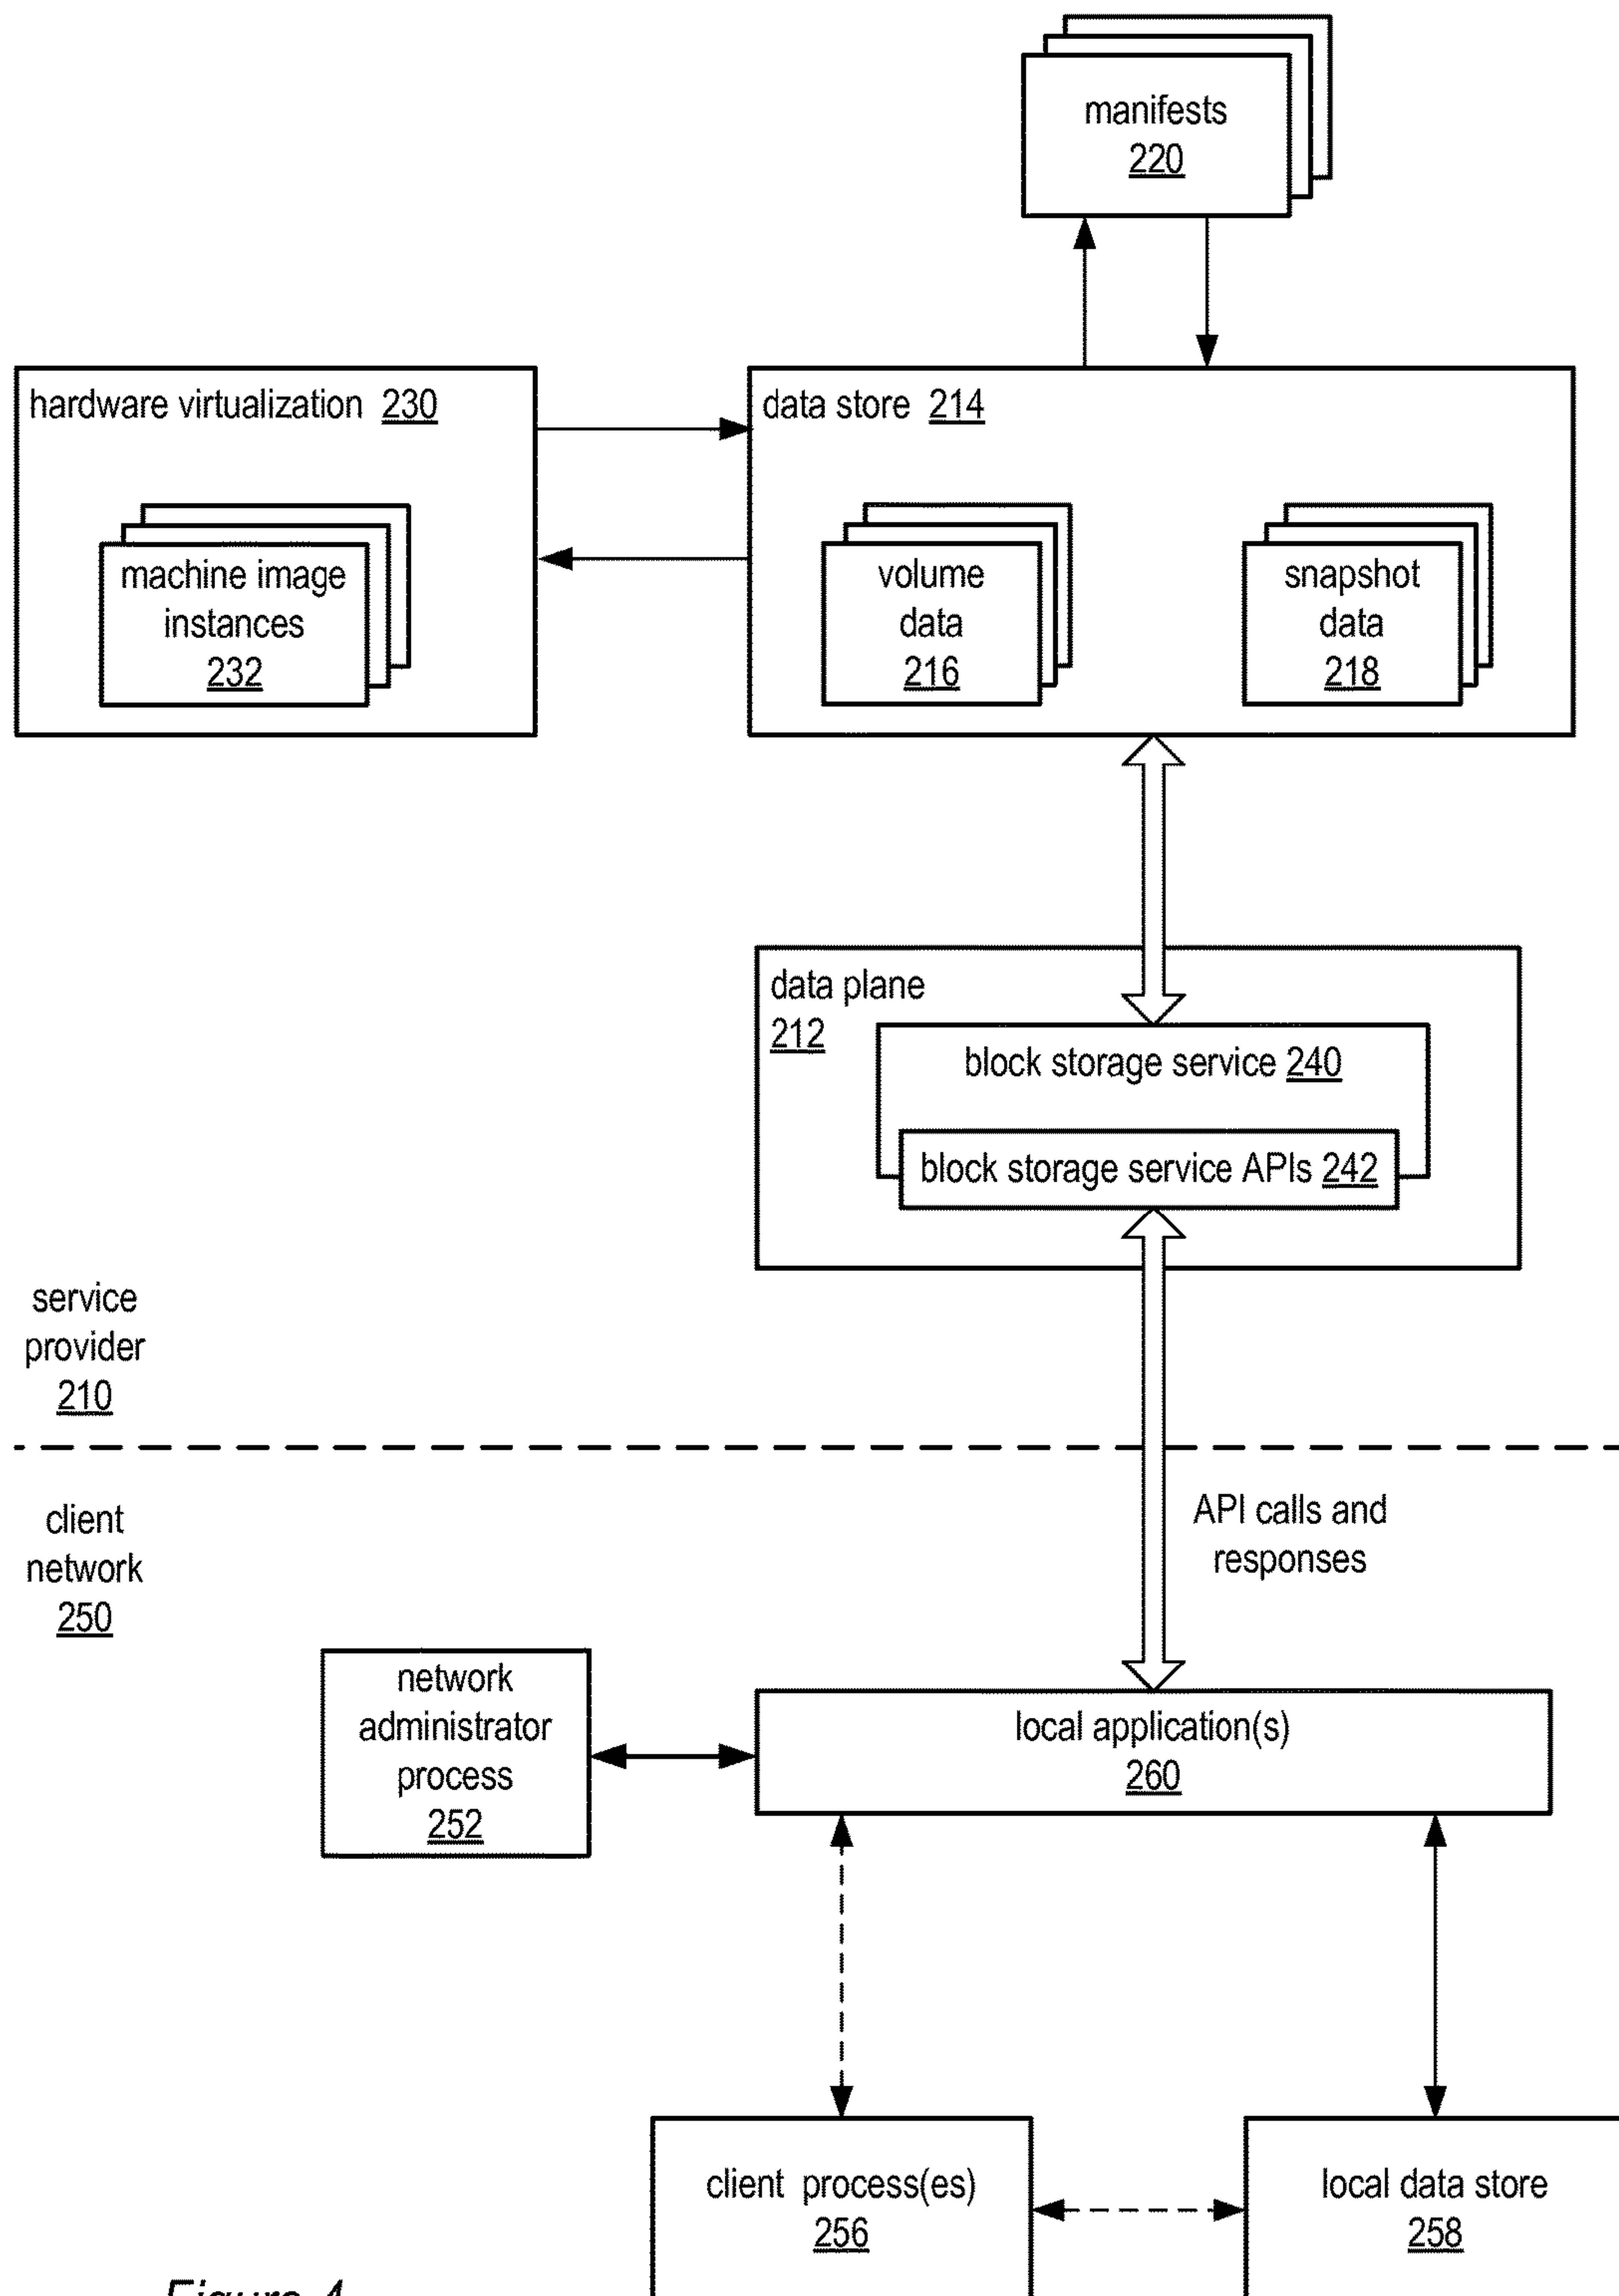 manifests
220
hardware virtualization 230
data store 214
machine image
instances
232
volume
data
216
snapshot
data
218
data plane
212
block storage service 240
block storage service APIs 242
service
provider
210
client
network
250
API calls and
responses
network
administrator
process
252
local application(s)
260
client process(es)
256
local data store
258
Figure 4